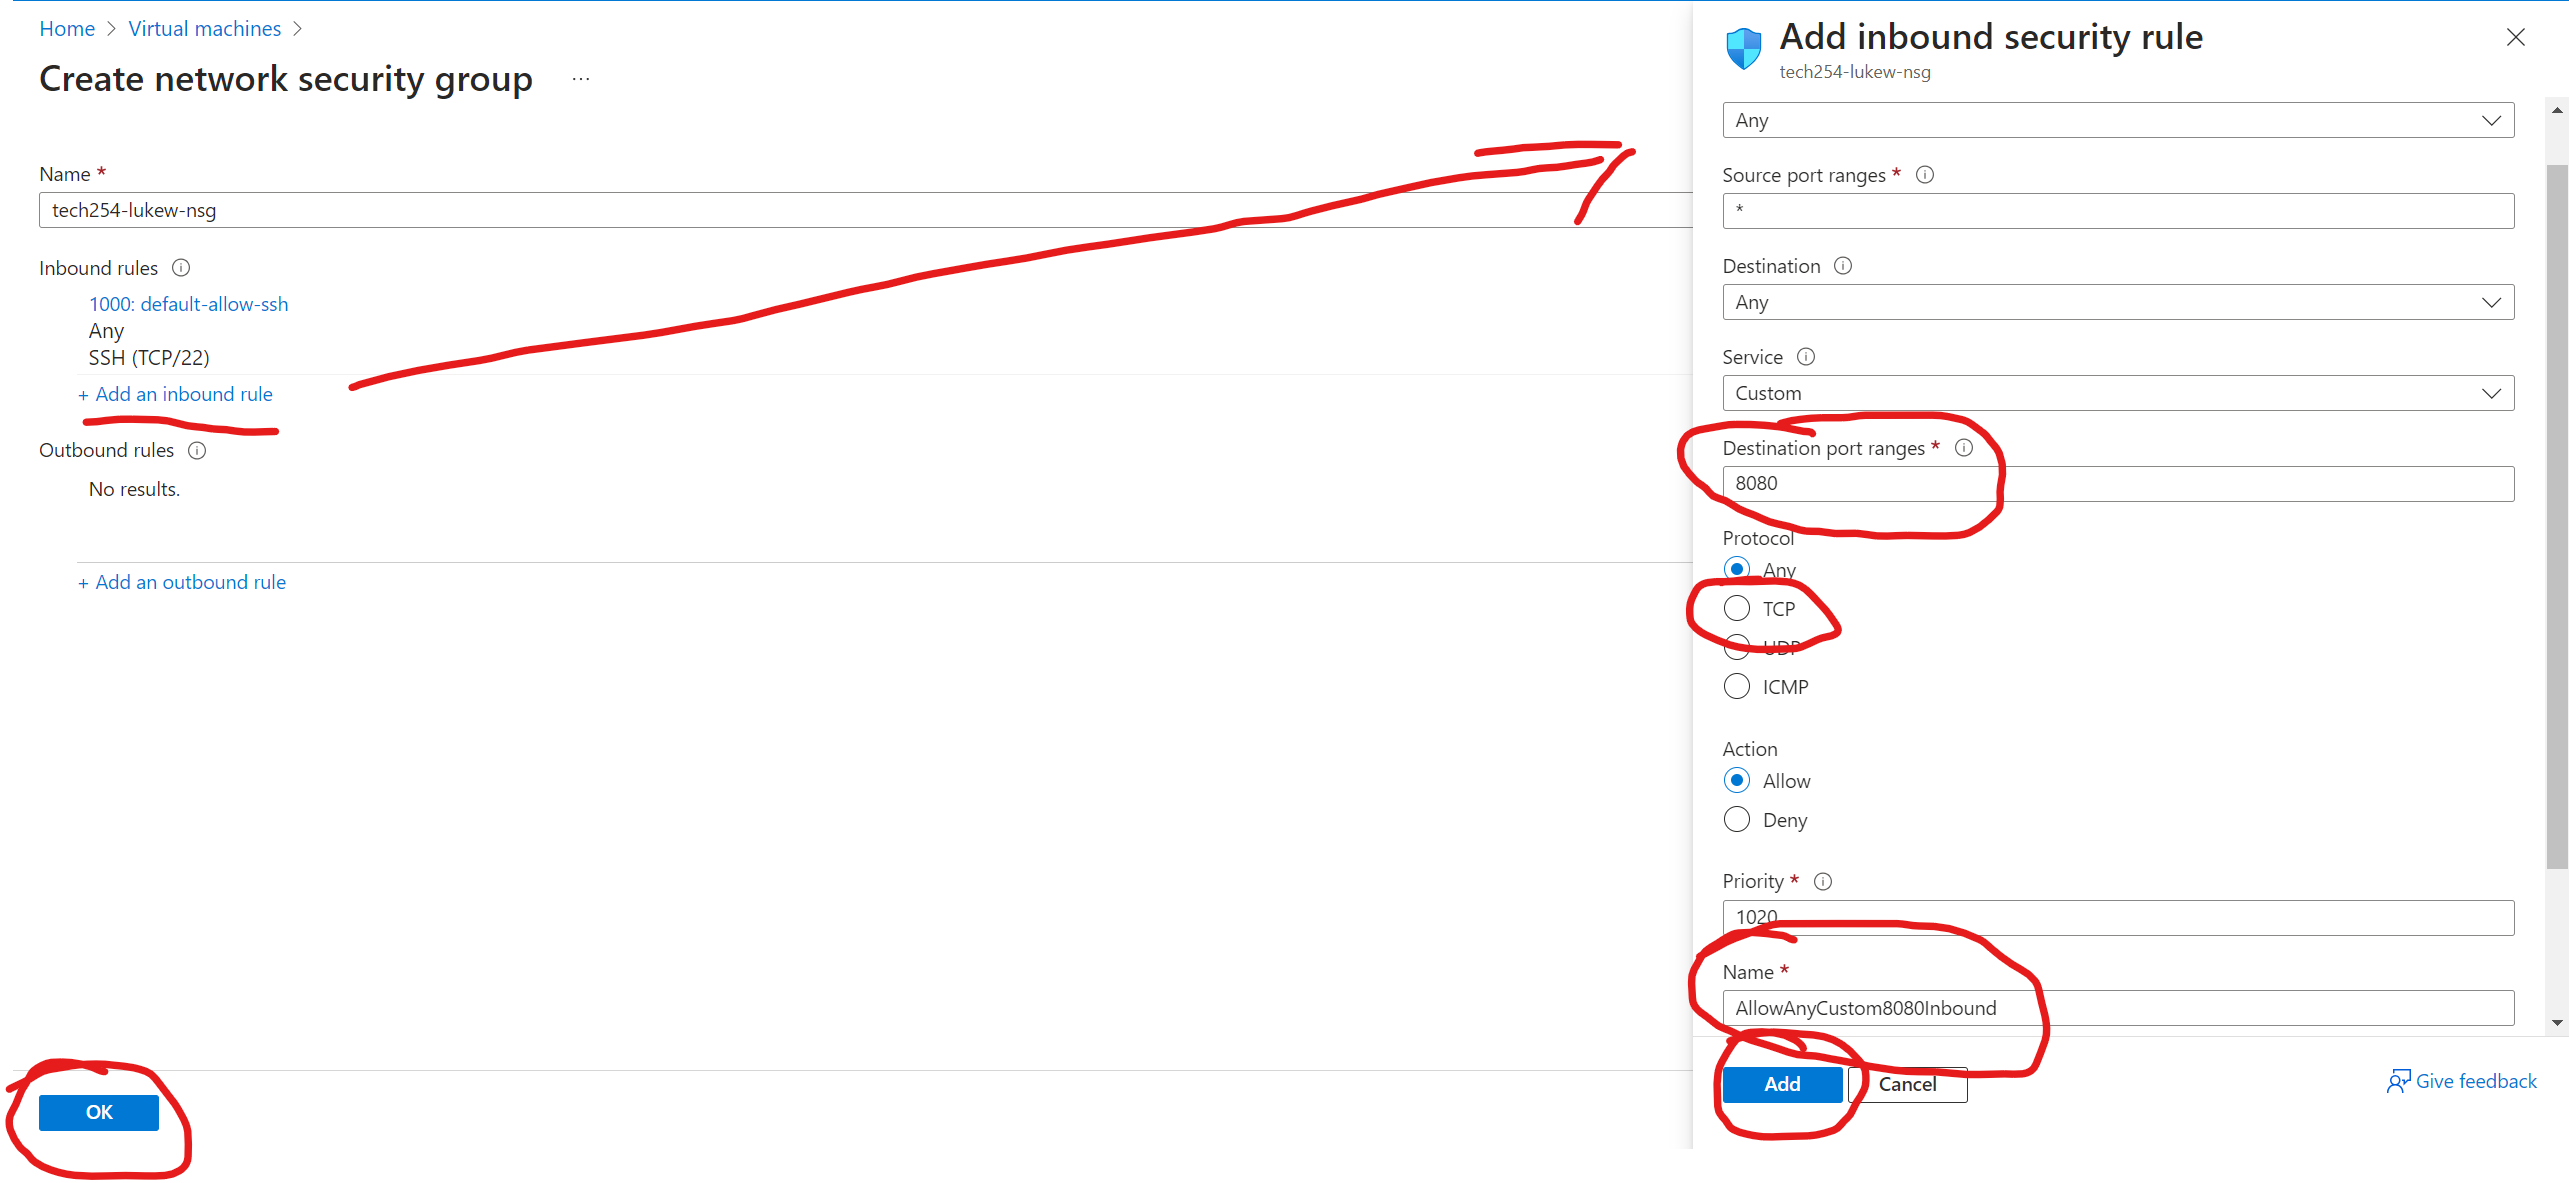 Home > Virtual machines >
Create network security group ...
Name *
tech254-lukew-nsg
Inbound rules
1000: default-allow-ssh
Any
SSH (TCP/22)
+ Add an inbound rule
Outbound rules
No results.
+ Add an outbound rule
OK
Add inbound security rule
tech254-lukew-nsg
Any
Source port ranges *
*
Destination
Any
Service
Custom
Destination port ranges *
8080
Protocol
Any
TCP
UDP
ICMP
Action
Allow
Deny
Priority *
1020
Name *
AllowAnyCustom8080Inbound
Add
Cancel
Give feedback